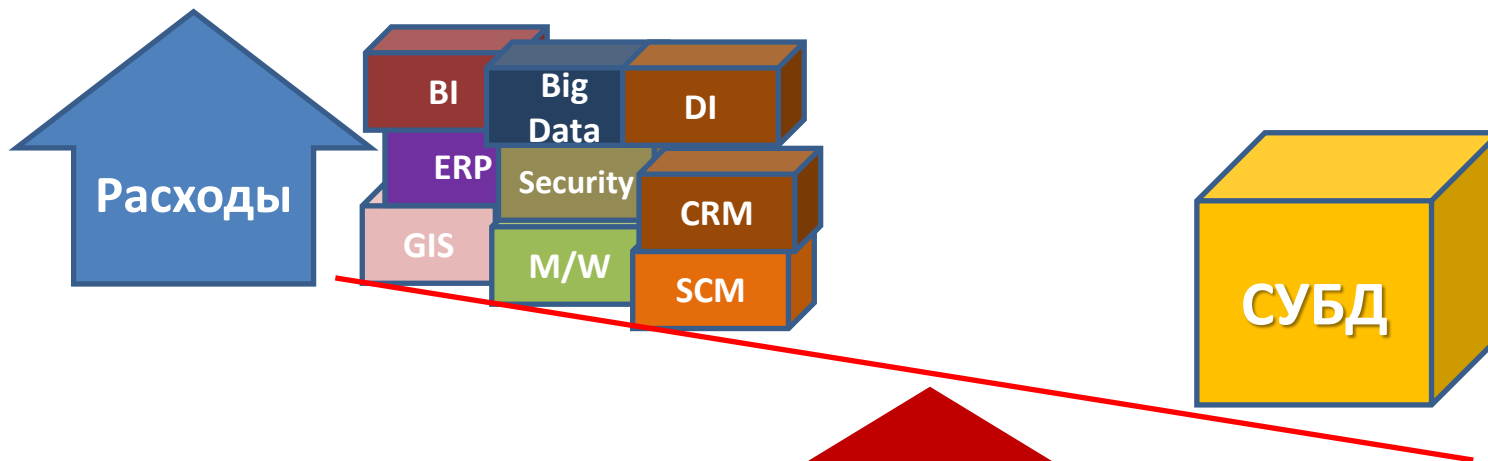 Расходы
BI
Big
Data
DI
ERP
Security
CRM
GIS
M/W
SCM
СУБД